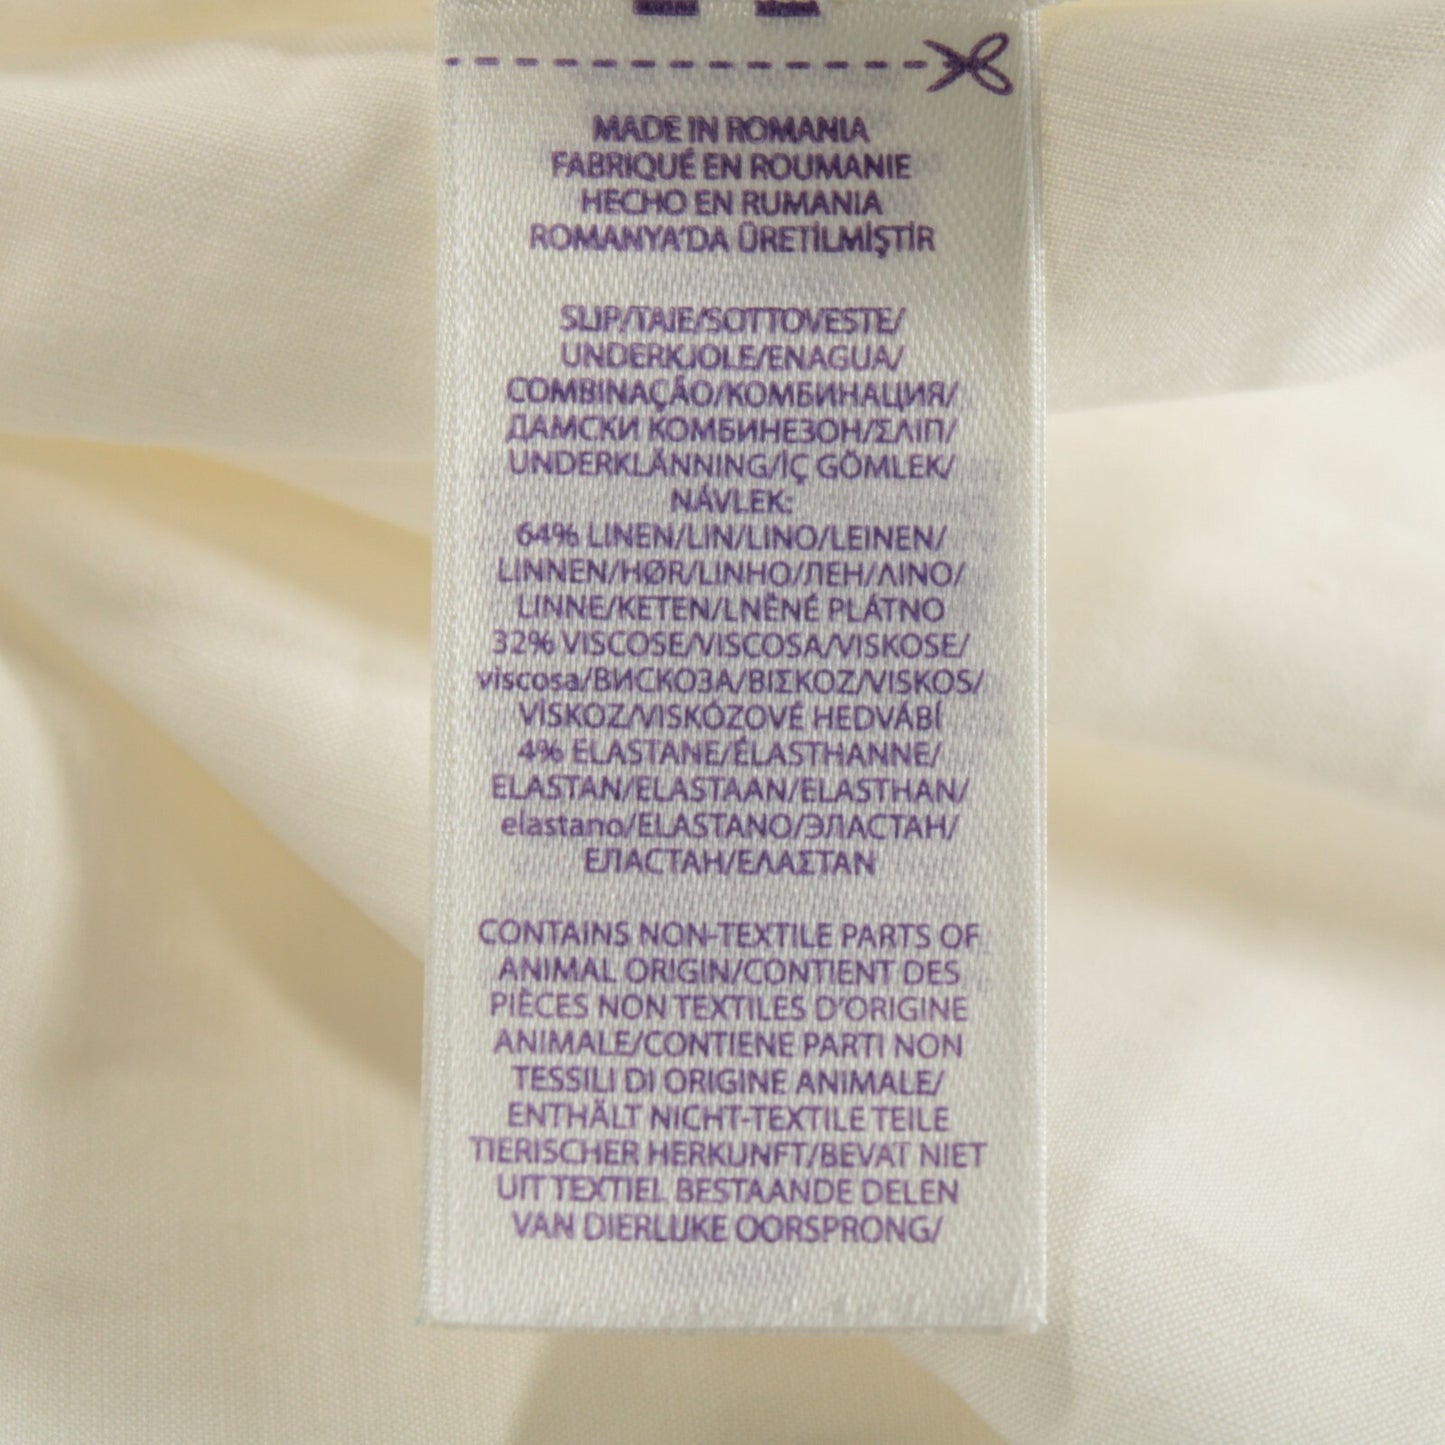 MADE IN ROMANIA
FABRIQUÉ EN ROUMANIE
HECHO EN RUMANIA
ROMANYA'DA ÜRETİLMİŞTİR
SLIP/TAIE/SOTTOVESTE/
UNDERKJOLE/ENAGUA/
COMBINAÇÃO/КОМБИНАЦИЯ/
ДАМСКИ КОМБИНЕЗОН/ΣΛΙΠ/
UNDERKLÄNNING/İÇ GÖMLEK/
NÁVLEK:
64% LINEN/LIN/LINO/LEINEN/
LINNEN/HØR/LINHO/ЛЕН/ΛΙΝΟ/
LINNE/KETEN/LNĚNÉ PLÁTNO
32% VISCOSE/VISCOSA/VISKOSE/
viscosa/ВИСКОЗА/ΒΙΣΚΟΖ/VISKOS/
VİSKOZ/VISKÓZOVÉ HEDVÁBÍ
4% ELASTANE/ÉLASTHANNE/
ELASTAN/ELASTAAN/ELASTHAN/
elastano/ELASTANO/ЭЛАСТАН/
ЕЛАСТАН/ΕΛΑΣΤΑΝ
CONTAINS NON-TEXTILE PARTS OF
ANIMAL ORIGIN/CONTIENT DES
PIÈCES NON TEXTILES D'ORIGINE
ANIMALE/CONTIENE PARTI NON
TESSILI DI ORIGINE ANIMALE/
ENTHÄLT NICHT-TEXTILE TEILE
TIERISCHER HERKUNFT/BEVAT NIET
UIT TEXTIEL BESTAANDE DELEN
VAN DIERLIJKE OORSPRONG/